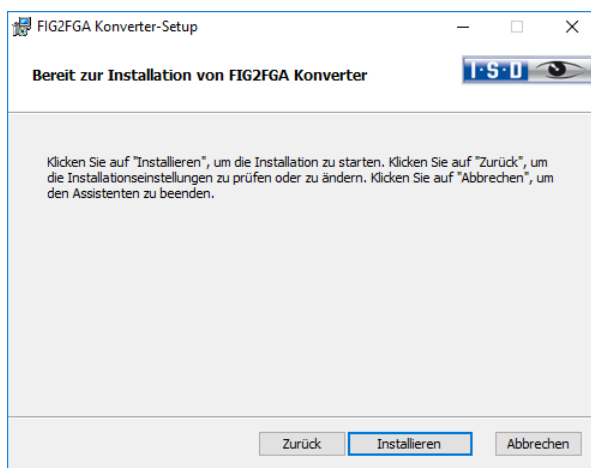 FIG2FGA Konverter-Setup
Bereit zur Installation von FIG2FGA Konverter
I·S·D
Klicken Sie auf "Installieren", um die Installation zu starten. Klicken Sie auf "Zurück", um
die Installationseinstellungen zu prüfen oder zu ändern. Klicken Sie auf "Abbrechen", um
den Assistenten zu beenden.
Zurück
Installieren
Abbrechen